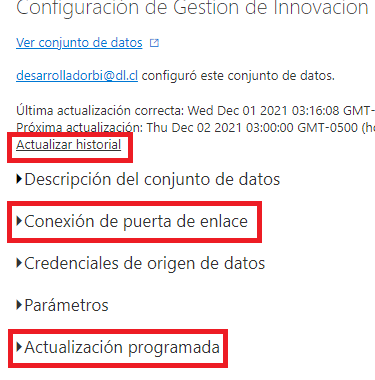 Configuración de Gestion de Innovacion
Ver conjunto de datos
desarrolladorbi@dl.cl configuró este conjunto de datos.
Última actualización correcta: Wed Dec 01 2021 03:16:08 GMT-
Próxima actualización: Thu Dec 02 2021 03:00:00 GMT-0500 (ho
Actualizar historial
Descripción del conjunto de datos
Conexión de puerta de enlace
Credenciales de origen de datos
Parámetros
Actualización programada